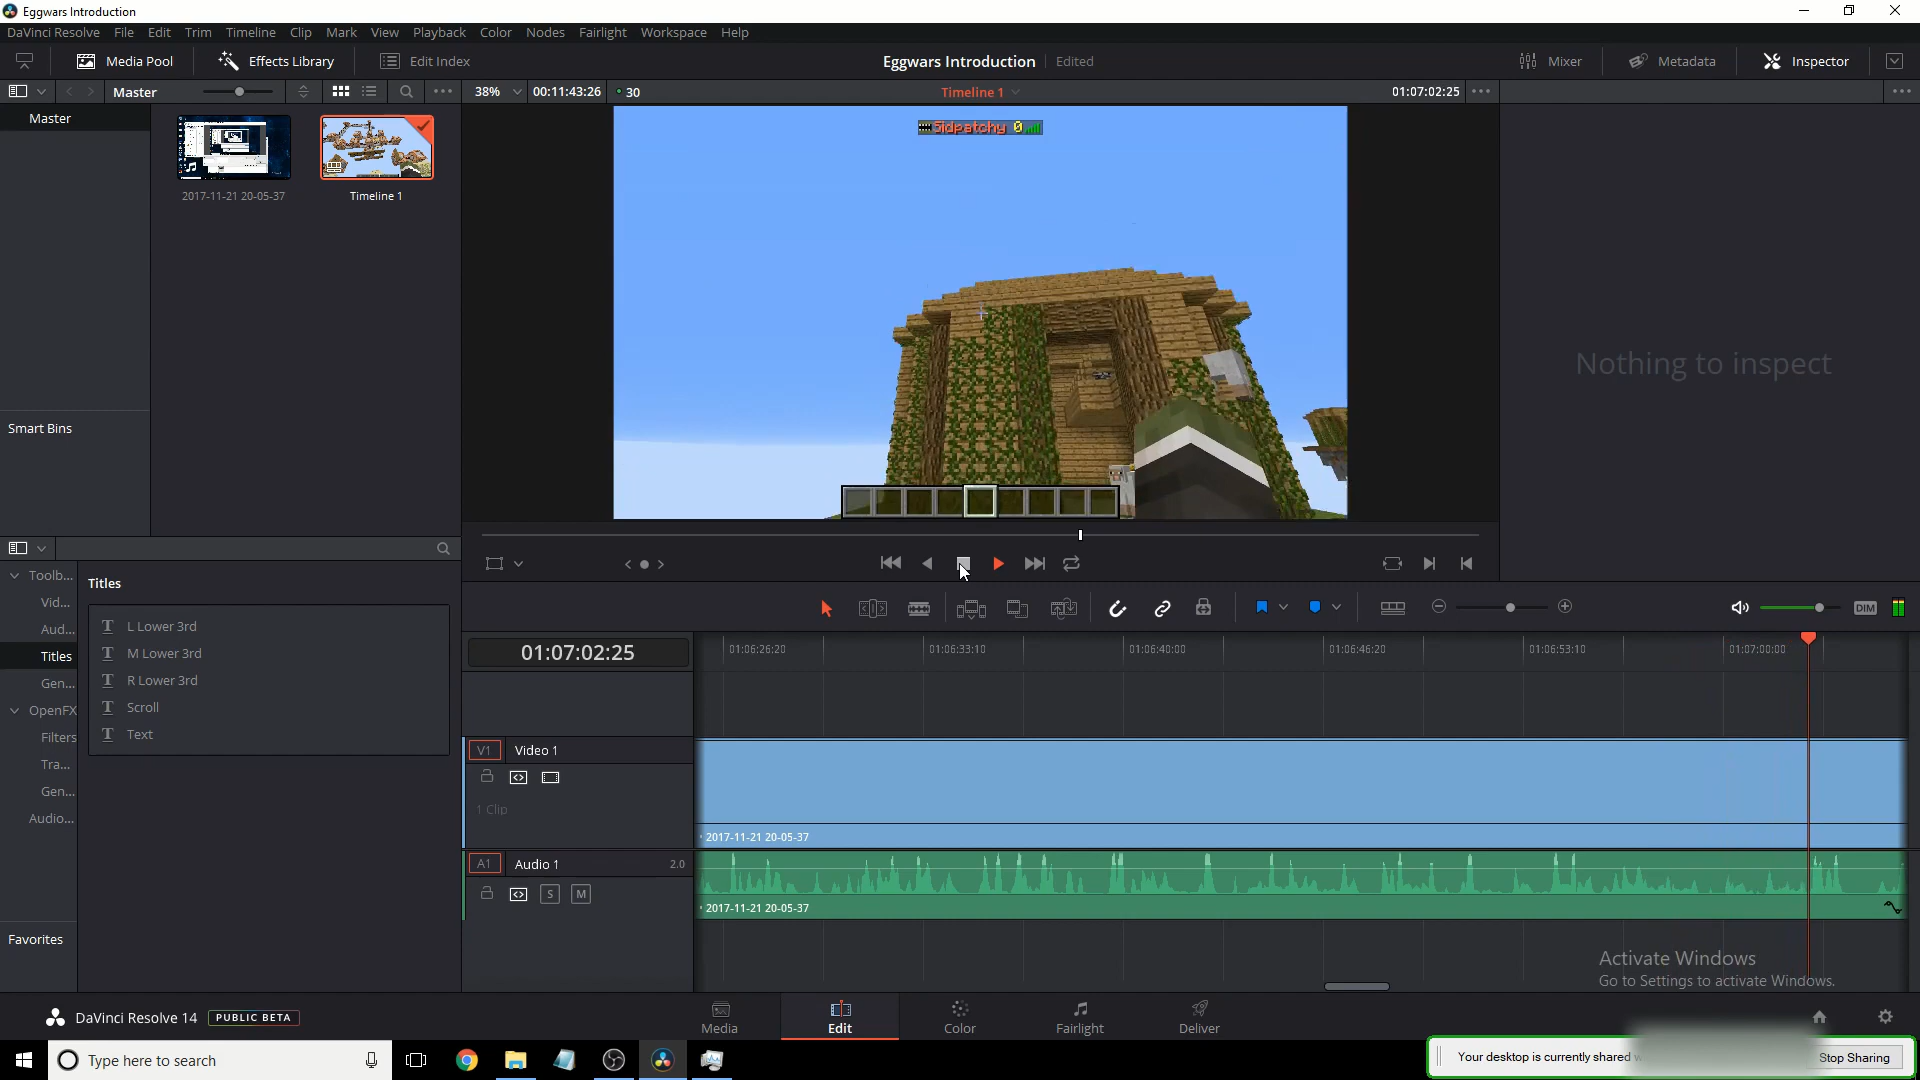 Eggwars Introduction
DaVinci Resolve File Edit Trim Timeline Clip Mark View Playback Color Nodes Fairlight Workspace Help
Media Pool Effects Library Edit Index Eggwars Introduction Edited Mixer Metadata Inspector
Master 38% 00:11:43:26 30 Timeline 1 01:07:02:25
Master
Sidpatchy 0
2017-11-21 20-05-37 Timeline 1
Nothing to inspect
Smart Bins
Toolb...
Titles
Vid...
L Lower 3rd
Aud...
M Lower 3rd
Titles
R Lower 3rd
Gen...
Scroll
OpenFX
Text
Filters
Tra...
Gen...
Audio...
Favorites
DIM
01:07:02:25 01:06:26:20 01:06:33:10 01:06:40:00 01:06:46:20 01:06:53:10 01:07:00:00
V1 Video 1
1 Clip
2017-11-21 20-05-37
A1 Audio 1 2.0
S M
2017-11-21 20-05-37
Activate Windows
Go to Settings to activate Windows.
DaVinci Resolve 14 PUBLIC BETA
Media Edit Color Fairlight Deliver
Type here to search
Your desktop is currently shared
Stop Sharing